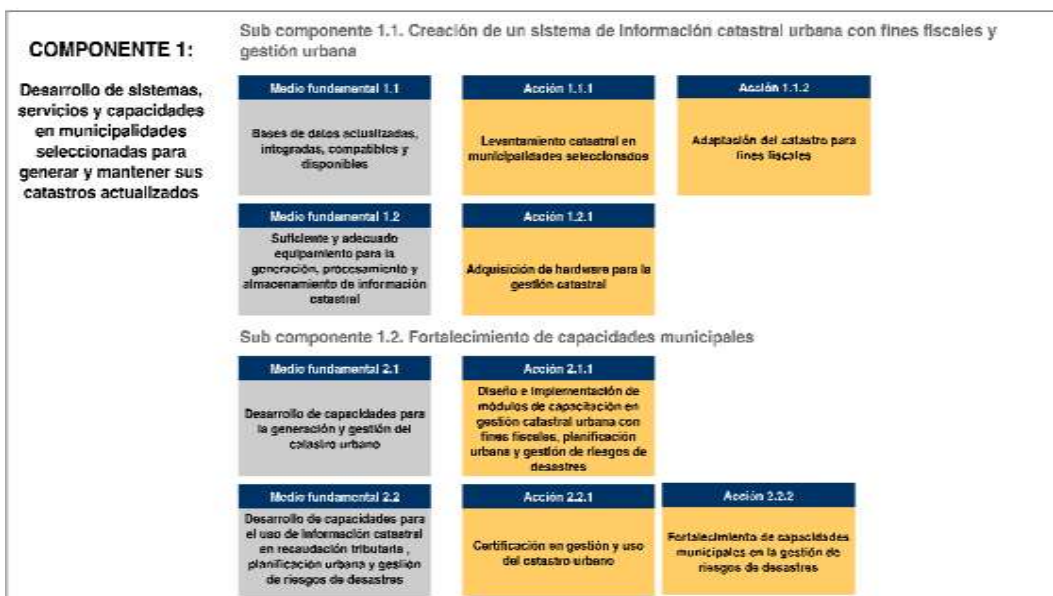 COMPONENTE 1:
Desarrollo de sistemas,
servicios y capacidades
en municipalidades
seleccionadas para
generar y mantener sus
catastros actualizados
Sub componente 1.1. Creación de un sistema de información catastral urbana con fines fiscales y
gestión urbana
Medio fundamental 1.1
Bases de datos actualizadas,
integradas, compatibles y
disponibles
Acción 1.1.1
Levantamiento catastral en
municipalidades seleccionados
Acción 1.1.2
Adaptación del catastro para
fines fiscales
Medio fundamental 1.2
Suficiente y adecuado
equipamiento para la
generación, procesamiento y
almacenamiento de información
catastral
Acción 1.2.1
Adquisición de hardware para la
gestión catastral
Sub componente 1.2. Fortalecimiento de capacidades municipales
Medio fundamental 2.1
Desarrollo de capacidades para
la generación y gestión del
catastro urbano
Acción 2.1.1
Diseño e implementación de
módulos de capacitación en
gestión catastral urbana con
fines fiscales, planificación
urbana y gestión de riesgos de
desastres
Medio fundamental 2.2
Desarrollo de capacidades para
el uso de información catastral
en recaudación tributaria ,
planificación urbana y gestión
de riesgos de desastres
Acción 2.2.1
Certificación en gestión y uso
del catastro urbano
Acción 2.2.2
Fortalecimiento de capacidades
municipales en la gestión de
riesgos de desastres